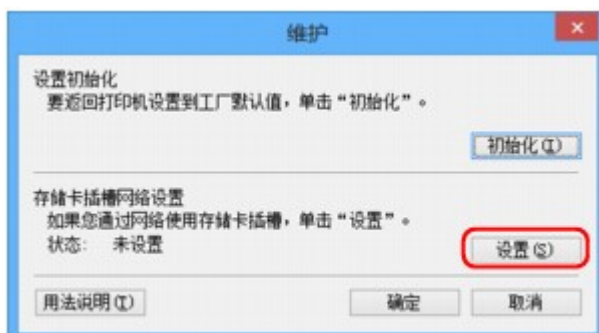 维护
设置初始化
要返回打印机设置到工厂默认值，单击“初始化”。
初始化(I)
存储卡插槽网络设置
如果您通过网络使用存储卡插槽，单击“设置”。
状态： 未设置
设置(S)
用法说明(T)
确定
取消